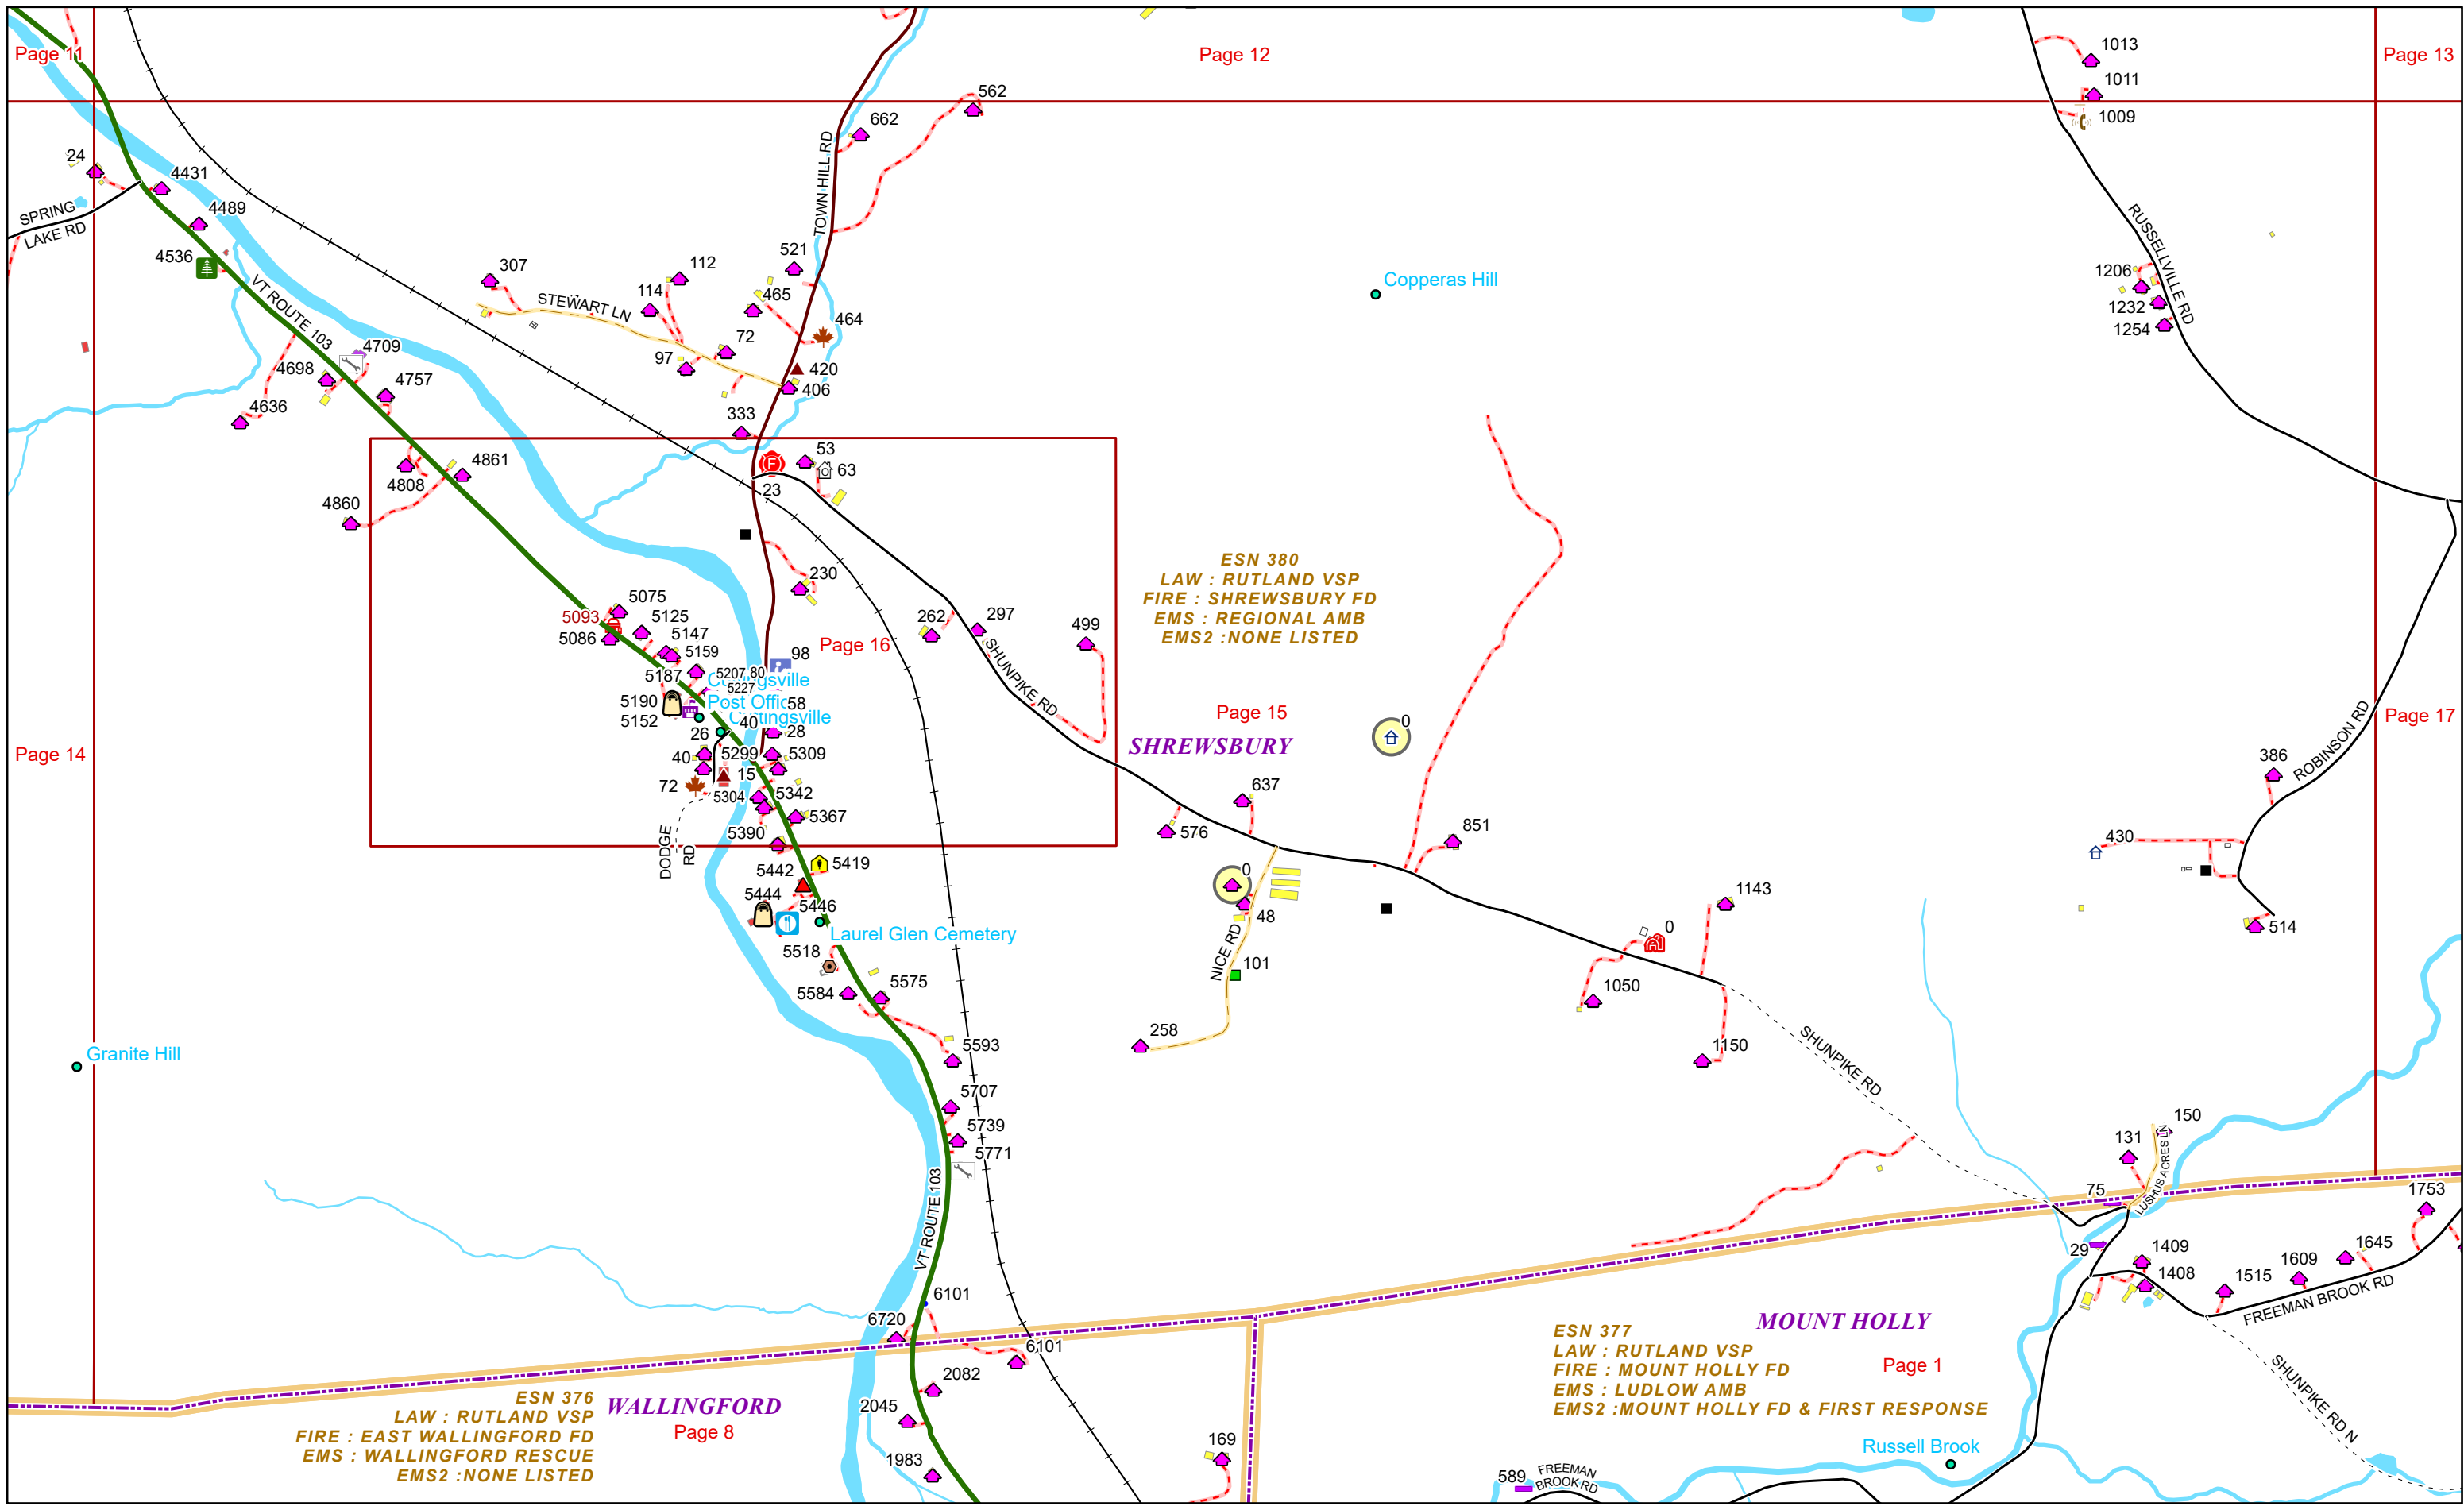 Page 11
Page 12
Page 13
1013
1011
1009
562
662
24
4431
4489
4536
SPRING
LAKE RD
TOWN HILL RD
VT ROUTE 103
RUSSELLVILLE RD
521
307
112
114
465
STEWART LN
464
72
97
420
406
333
Copperas Hill
1206
1232
1254
4709
4698
4757
4636
4861
4808
4860
53
63
23
230
ESN 380
LAW : RUTLAND VSP
FIRE : SHREWSBURY FD
EMS : REGIONAL AMB
EMS2 :NONE LISTED
5075
5093
5125
5086
5147
5159
5187
5207
80
5227
98
Page 16
262
297
499
SHUNPIKE RD
5190
5152
Post Offic
58
Cuttingsville
40
26
28
5299
5309
40
15
72
5304
5342
5367
5390
DODGE
RD
Page 14
Page 15
SHREWSBURY
0
Page 17
ROBINSON RD
386
637
576
851
430
514
5419
5442
5444
5446
Laurel Glen Cemetery
5518
0
48
NICE RD
101
258
1143
0
1050
1150
SHUNPIKE RD
5584
5575
5593
Granite Hill
5707
5739
5771
VT ROUTE 103
150
131
75
LUSHUS ACRES LN
1753
29
1409
1408
1645
1609
1515
FREEMAN BROOK RD
6101
6720
6101
2082
2045
1983
169
ESN 376
LAW : RUTLAND VSP
FIRE : EAST WALLINGFORD FD
EMS : WALLINGFORD RESCUE
EMS2 :NONE LISTED
WALLINGFORD
Page 8
MOUNT HOLLY
ESN 377
LAW : RUTLAND VSP
FIRE : MOUNT HOLLY FD
EMS : LUDLOW AMB
EMS2 :MOUNT HOLLY FD & FIRST RESPONSE
Page 1
SHUNPIKE RD N
Russell Brook
589
FREEMAN
BROOK RD